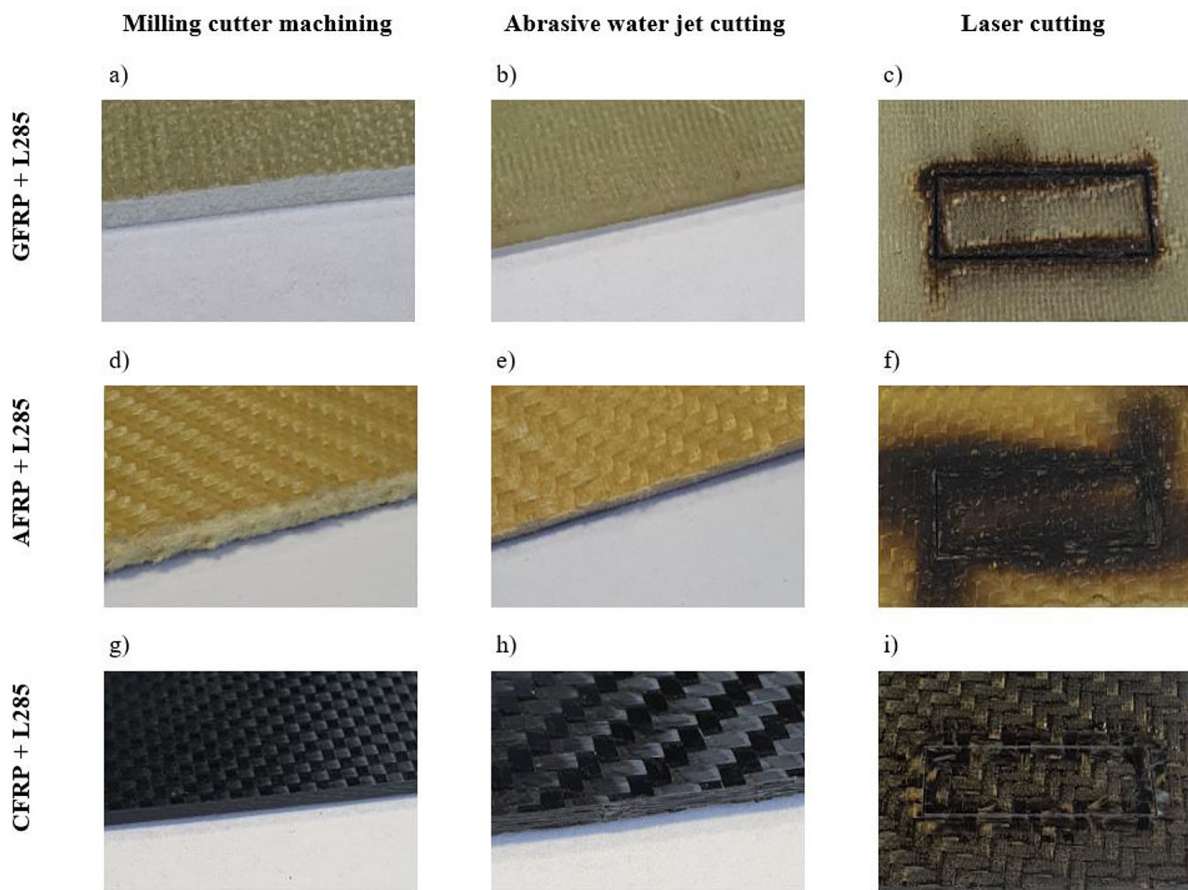 Milling cutter machining
Abrasive water jet cutting
Laser cutting
GFRP + L285
a)
b)
c)
AFRP + L285
d)
e)
f)
CFRP + L285
g)
h)
i)